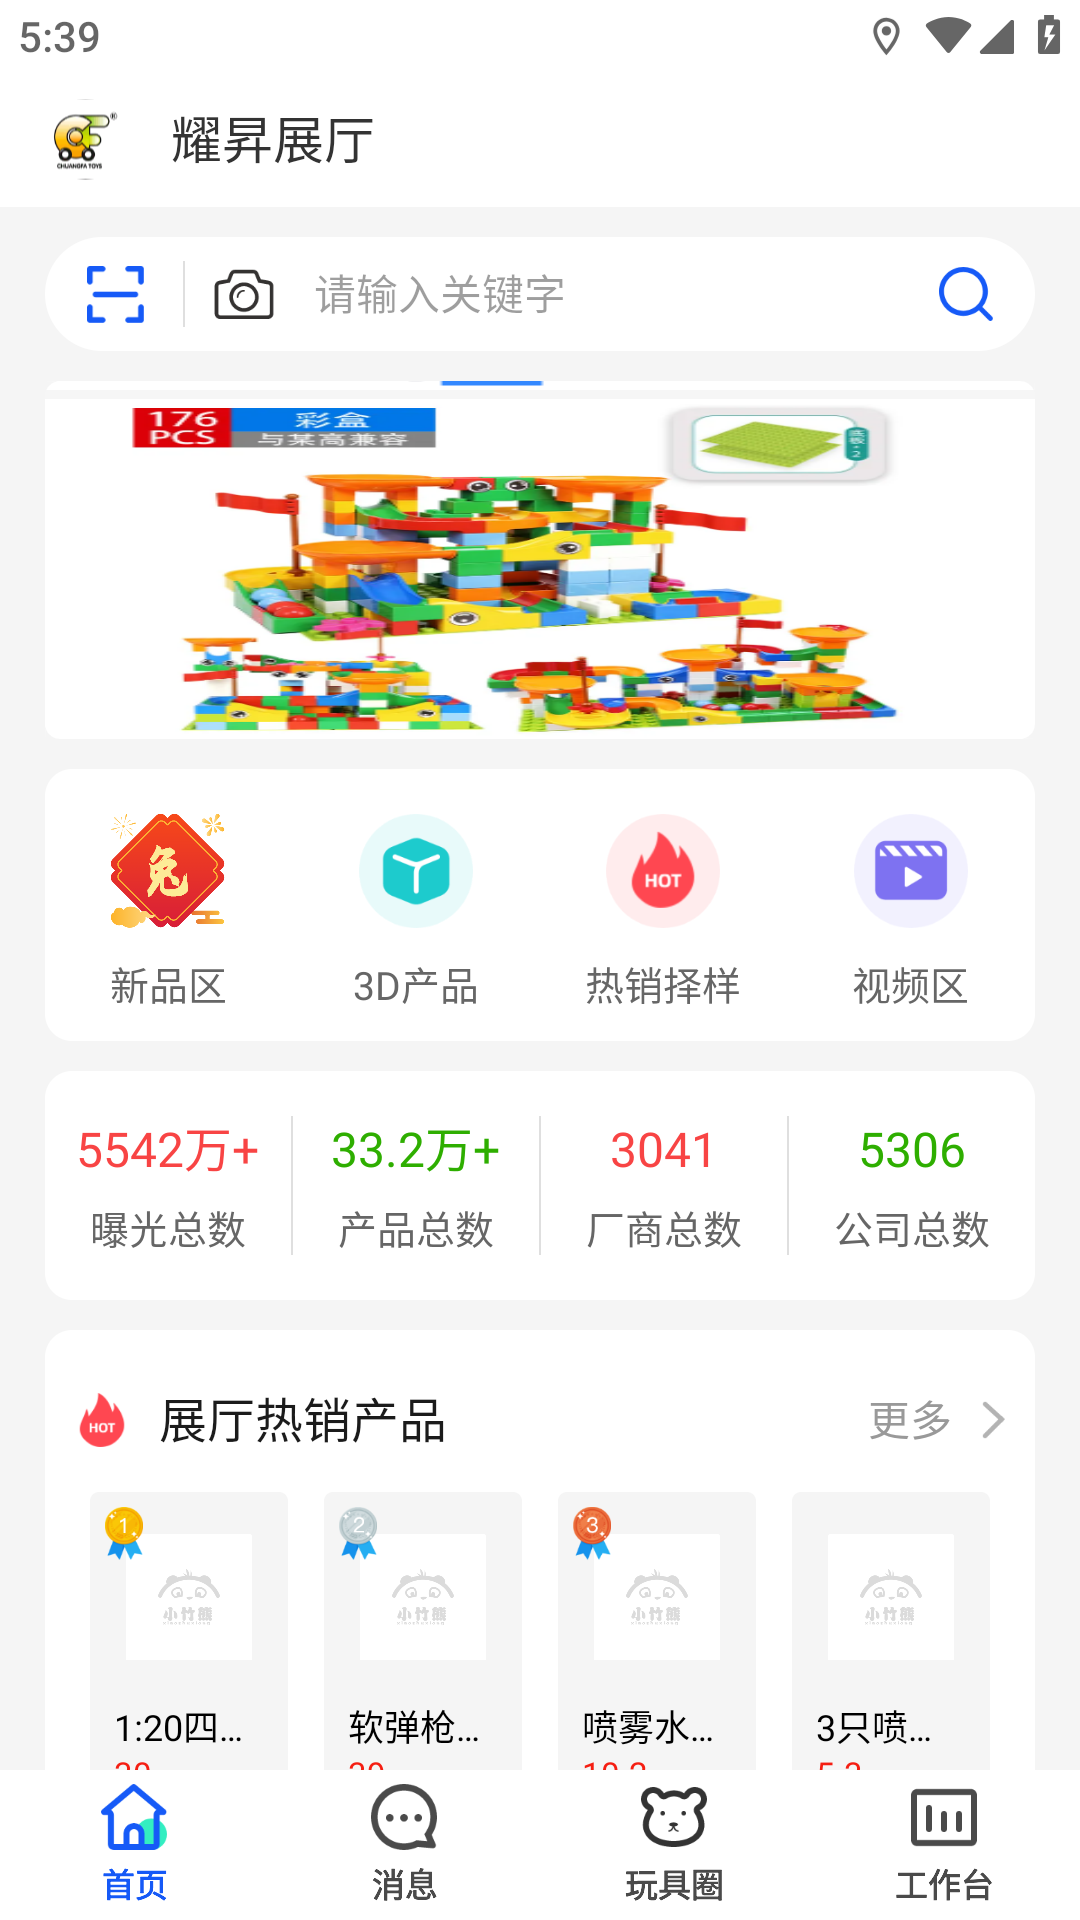 5:39
CHUANGFA TOYS
耀昇展厅
请输入关键字
176
PCS
彩盒
与某高兼容
底板
2
兔
HOT
新品区
3D产品
热销择样
视频区
5542万+
33.2万+
3041
5306
曝光总数
产品总数
厂商总数
公司总数
HOT
展厅热销产品
更多
1
2
3
小竹熊
小竹熊
小竹熊
小竹熊
1:20四...
软弹枪...
喷雾水...
3只喷...
首页
消息
玩具圈
工作台